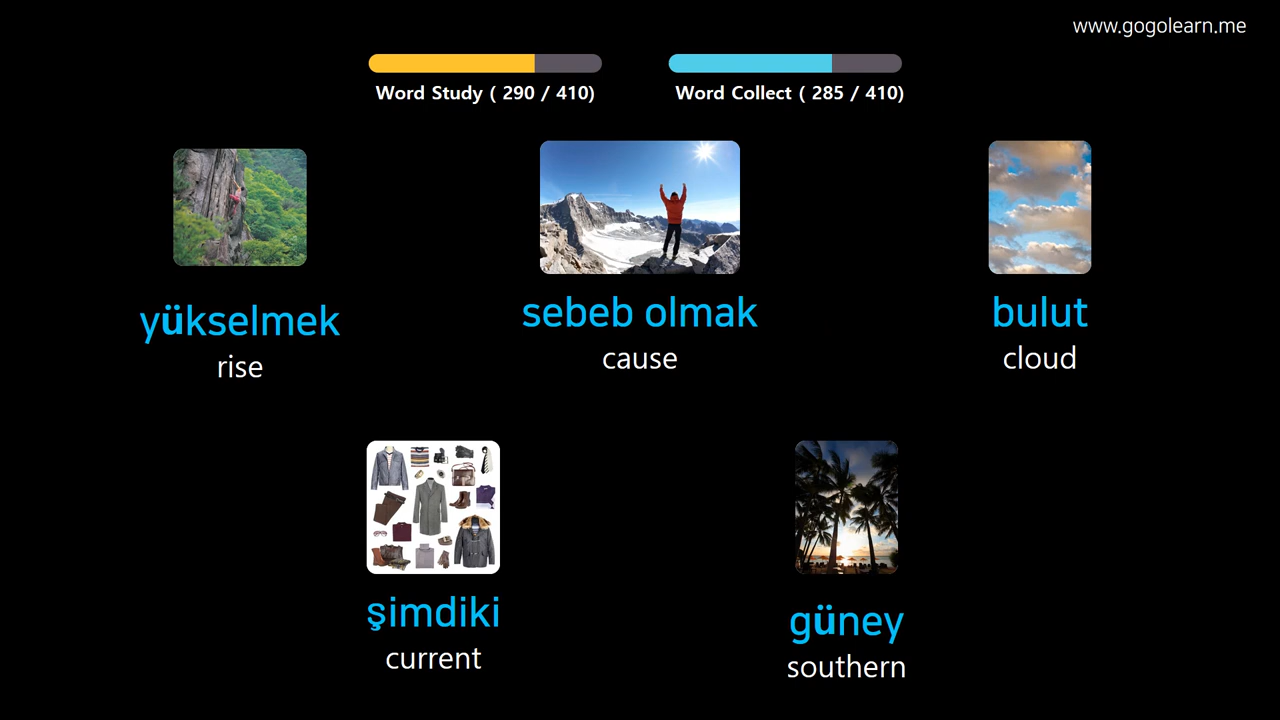 www.gogolearn.me
Word Study ( 290 / 410)
Word Collect ( 285 / 410)
yükselmek
rise
sebeb olmak
cause
bulut
cloud
şimdiki
current
güney
southern